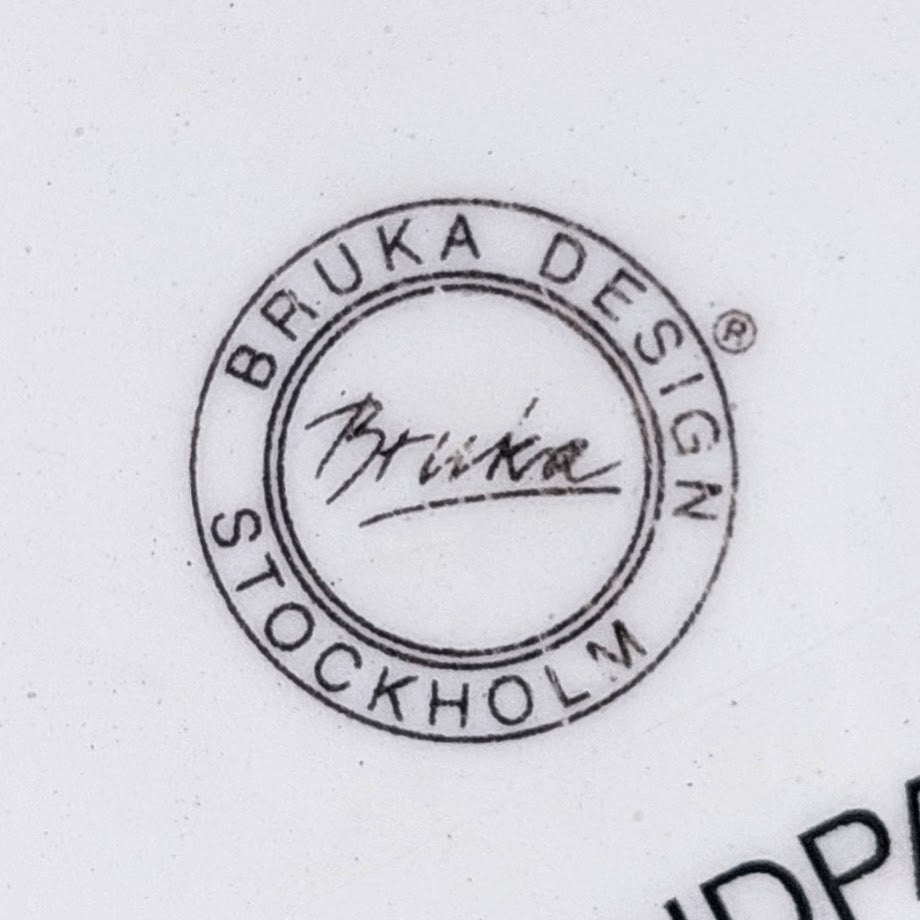 BRUKA DESIGN
®
Bruka
STOCKHOLM